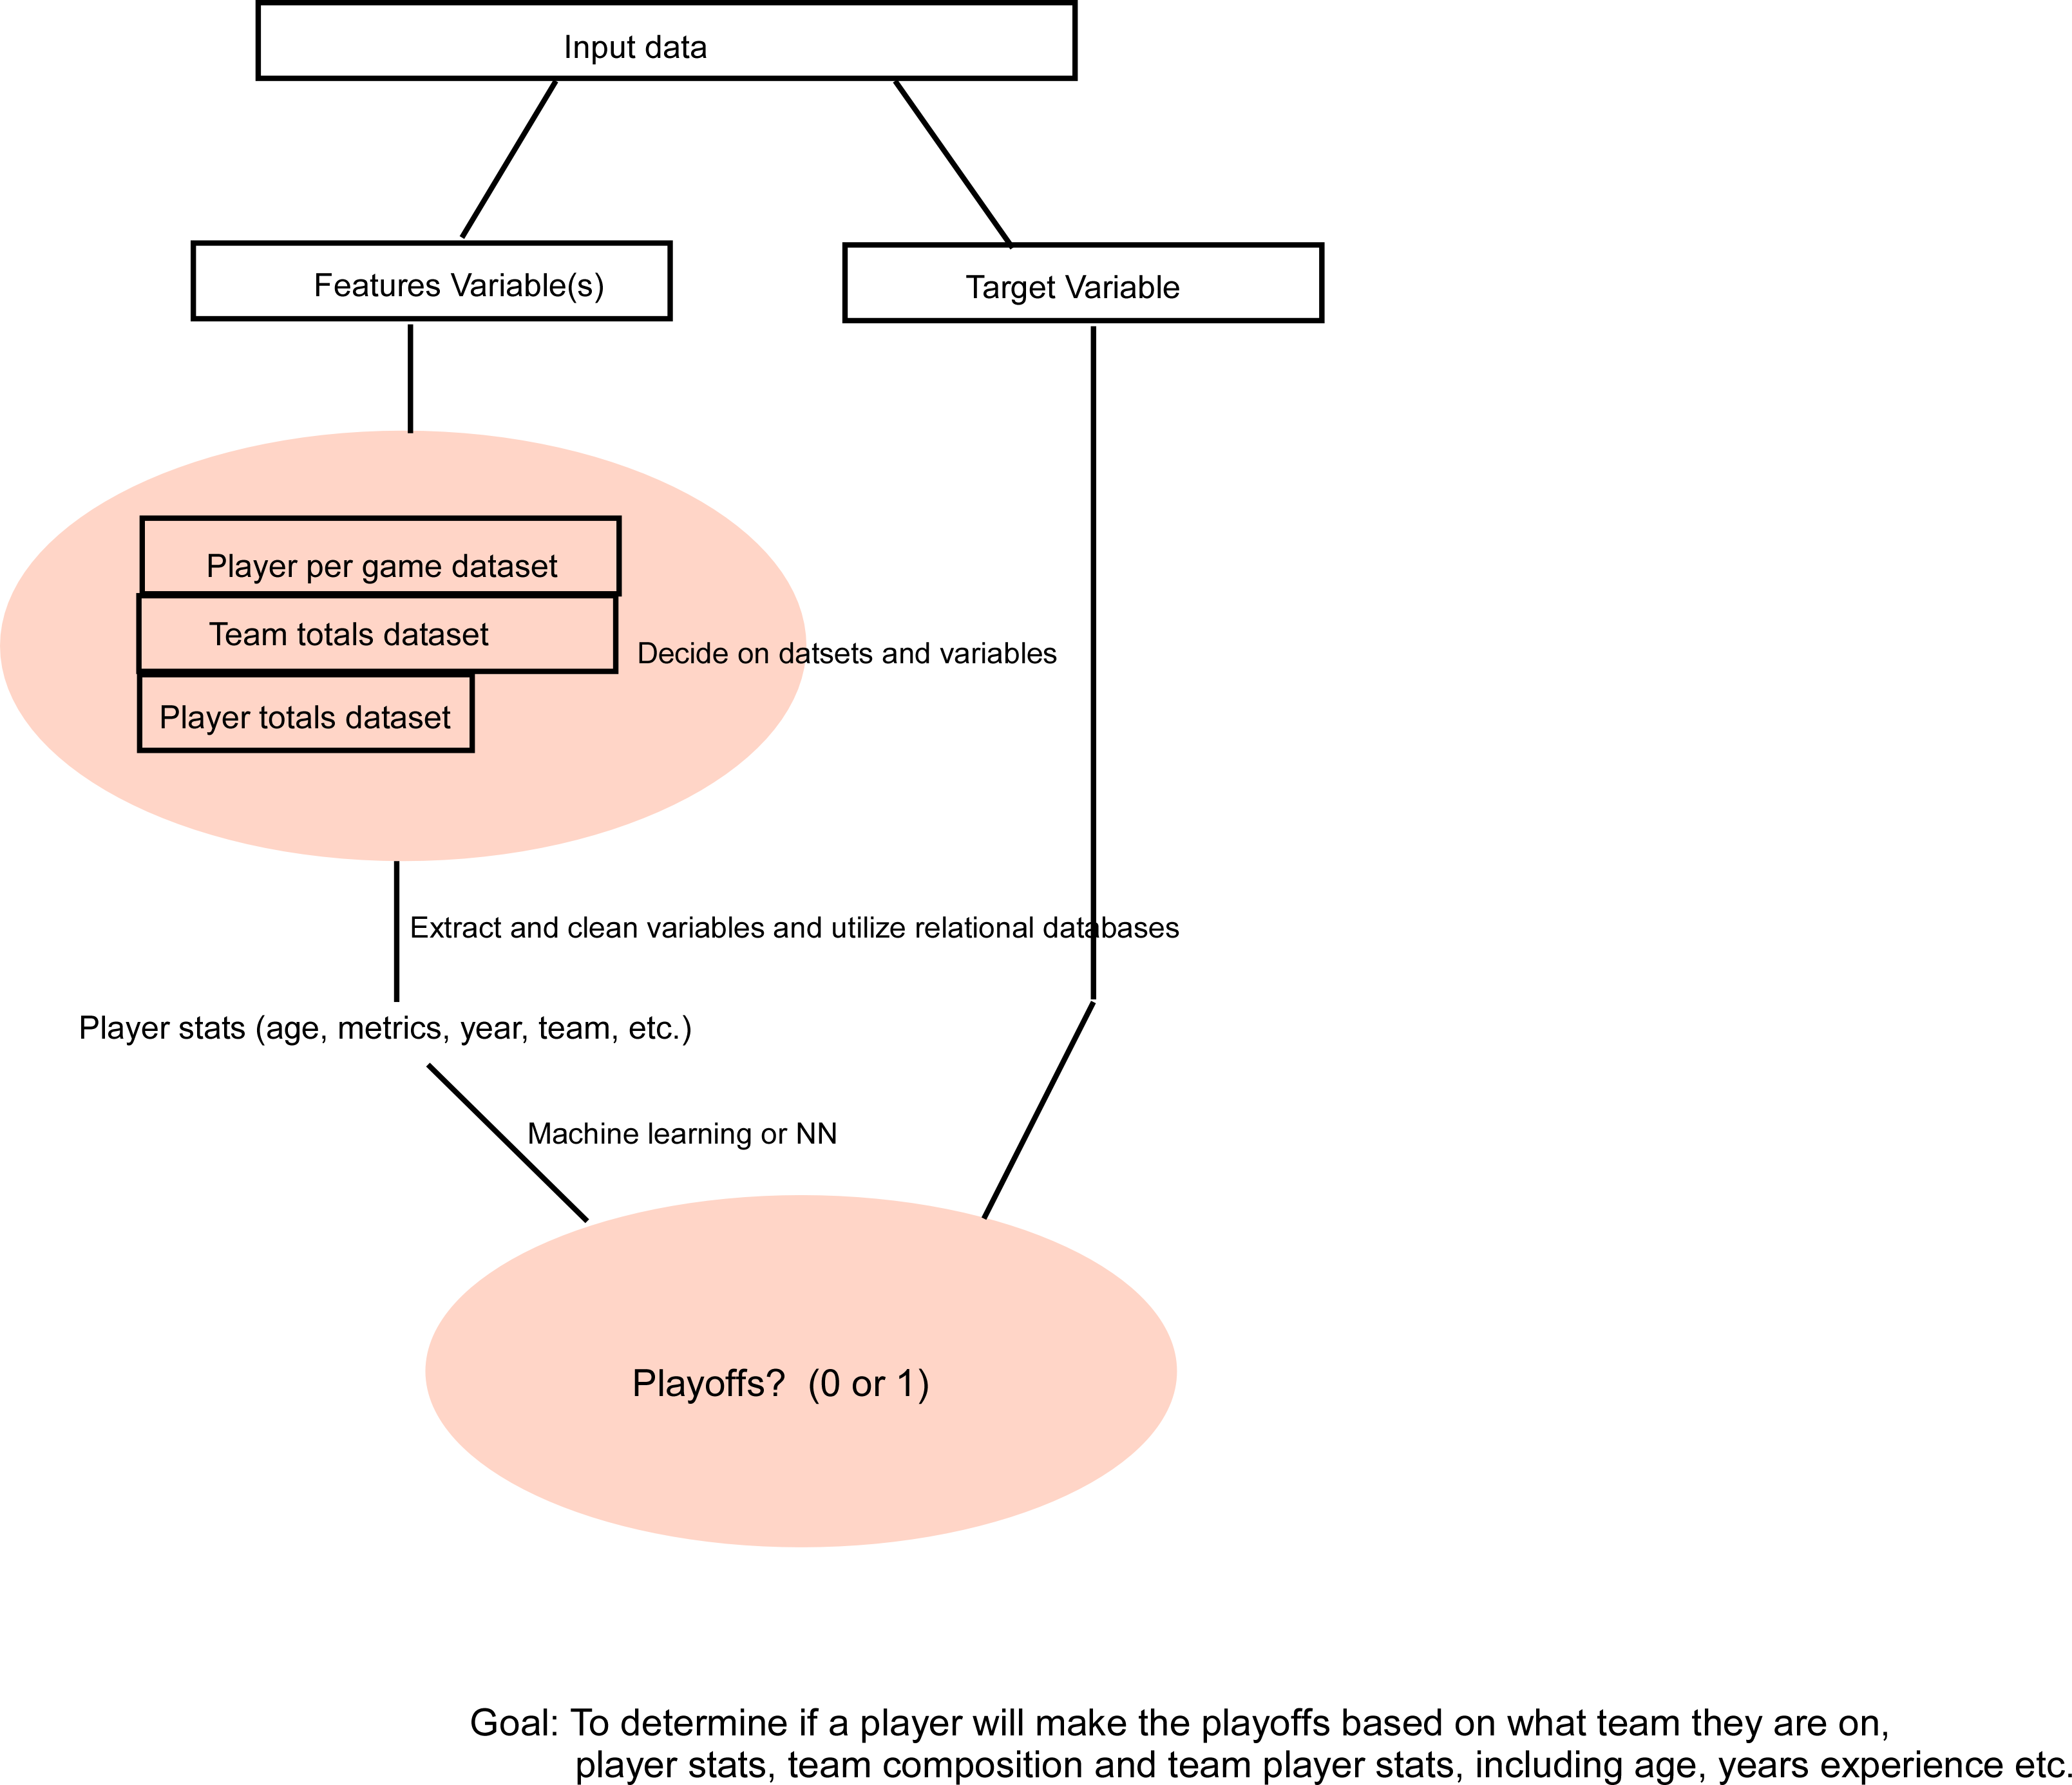 Input data
Features Variable(s)
Target Variable
Player per game dataset
Team totals dataset
Decide on datsets and variables
Player totals dataset
Extract and clean variables and utilize relational databases
Player stats (age, metrics, year, team, etc.)
Machine learning or NN
Playoffs?  (0 or 1)
Goal: To determine if a player will make the playoffs based on what team they are on,
player stats, team composition and team player stats, including age, years experience etc.